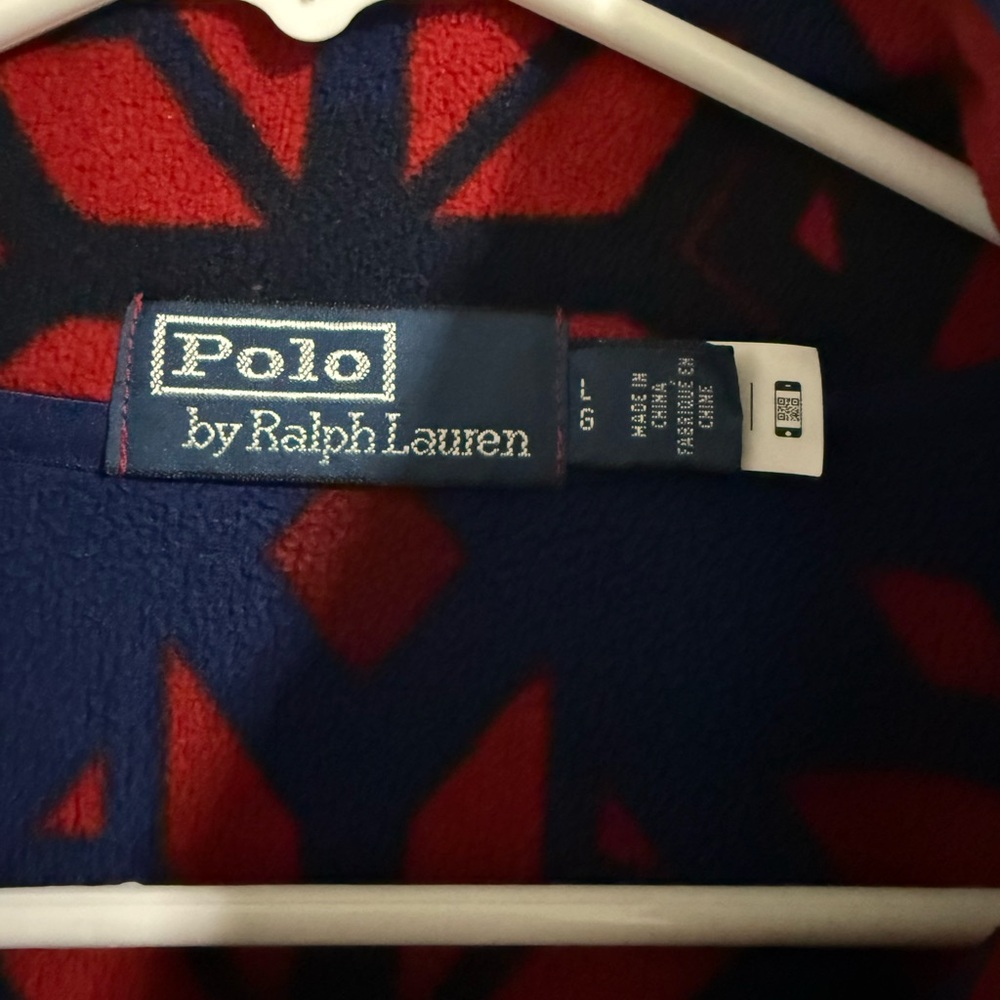 Polo
by Ralph Lauren
L
G
MADE IN
CHINA
FABRIQUÉ EN
CHINE